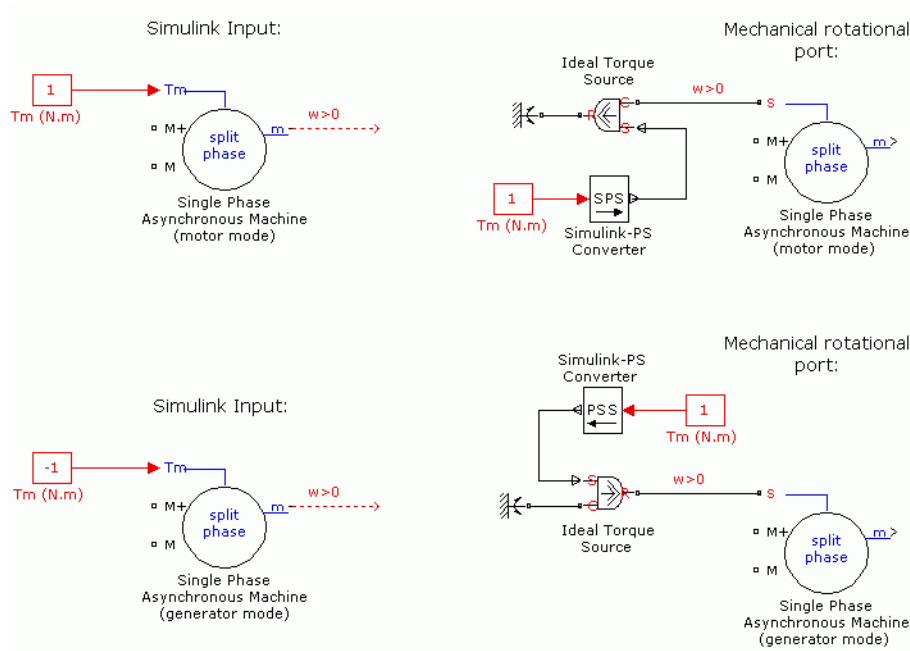 Simulink Input:
1
Tm (N.m)
Tm
M+
M
split
phase
m
w>0
Single Phase
Asynchronous Machine
(motor mode)
Mechanical rotational
port:
Ideal Torque
Source
R
C
S
w>0
S
1
Tm (N.m)
SPS
Simulink-PS
Converter
M+
M
split
phase
m
Single Phase
Asynchronous Machine
(motor mode)
Simulink Input:
-1
Tm (N.m)
Tm
M+
M
split
phase
m
w>0
Single Phase
Asynchronous Machine
(generator mode)
Mechanical rotational
port:
Simulink-PS
Converter
PSS
1
Tm (N.m)
S
C
R
w>0
S
Ideal Torque
Source
M+
M
split
phase
m
Single Phase
Asynchronous Machine
(generator mode)